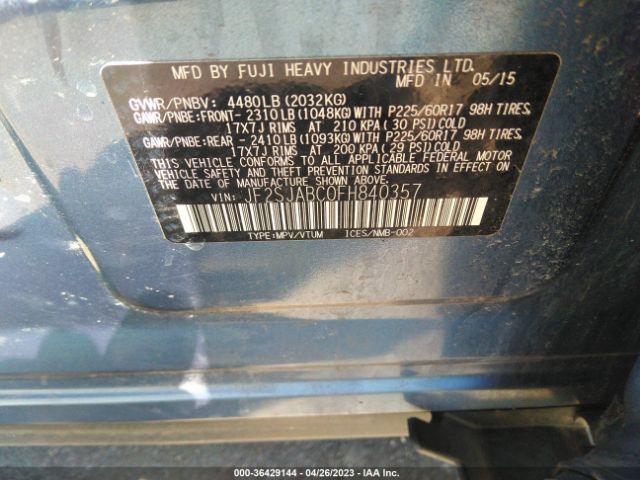 MFD BY FUJI HEAVY INDUSTRIES LTD.
MFD IN 05/15
GVWR/PNBV: 4480LB(2032KG)
GAWR/PNBE:FRONT- 2310LB(1048KG)WITH P225/60R17 98H TIRES,
17X7J RIMS AT 210 KPA(30 PSI)COLD
GAWR/PNBE:REAR - 2410LB(1093KG)WITH P225/60R17 98H TIRES,
17X7J RIMS AT 200 KPA(29 PSI)COLD
THIS VEHICLE CONFORMS TO ALL APPLICABLE FEDERAL MOTOR
VEHICLE SAFETY AND THEFT PREVENTION STANDARDS IN EFFECT ON
THE DATE OF MANUFACTURE SHOWN ABOVE.
VIN: JF2SJABC0FH840357
TYPE:MPV/VTUM ICES/NMB-002
000-36429144 - 04/26/2023 - IAA Inc.